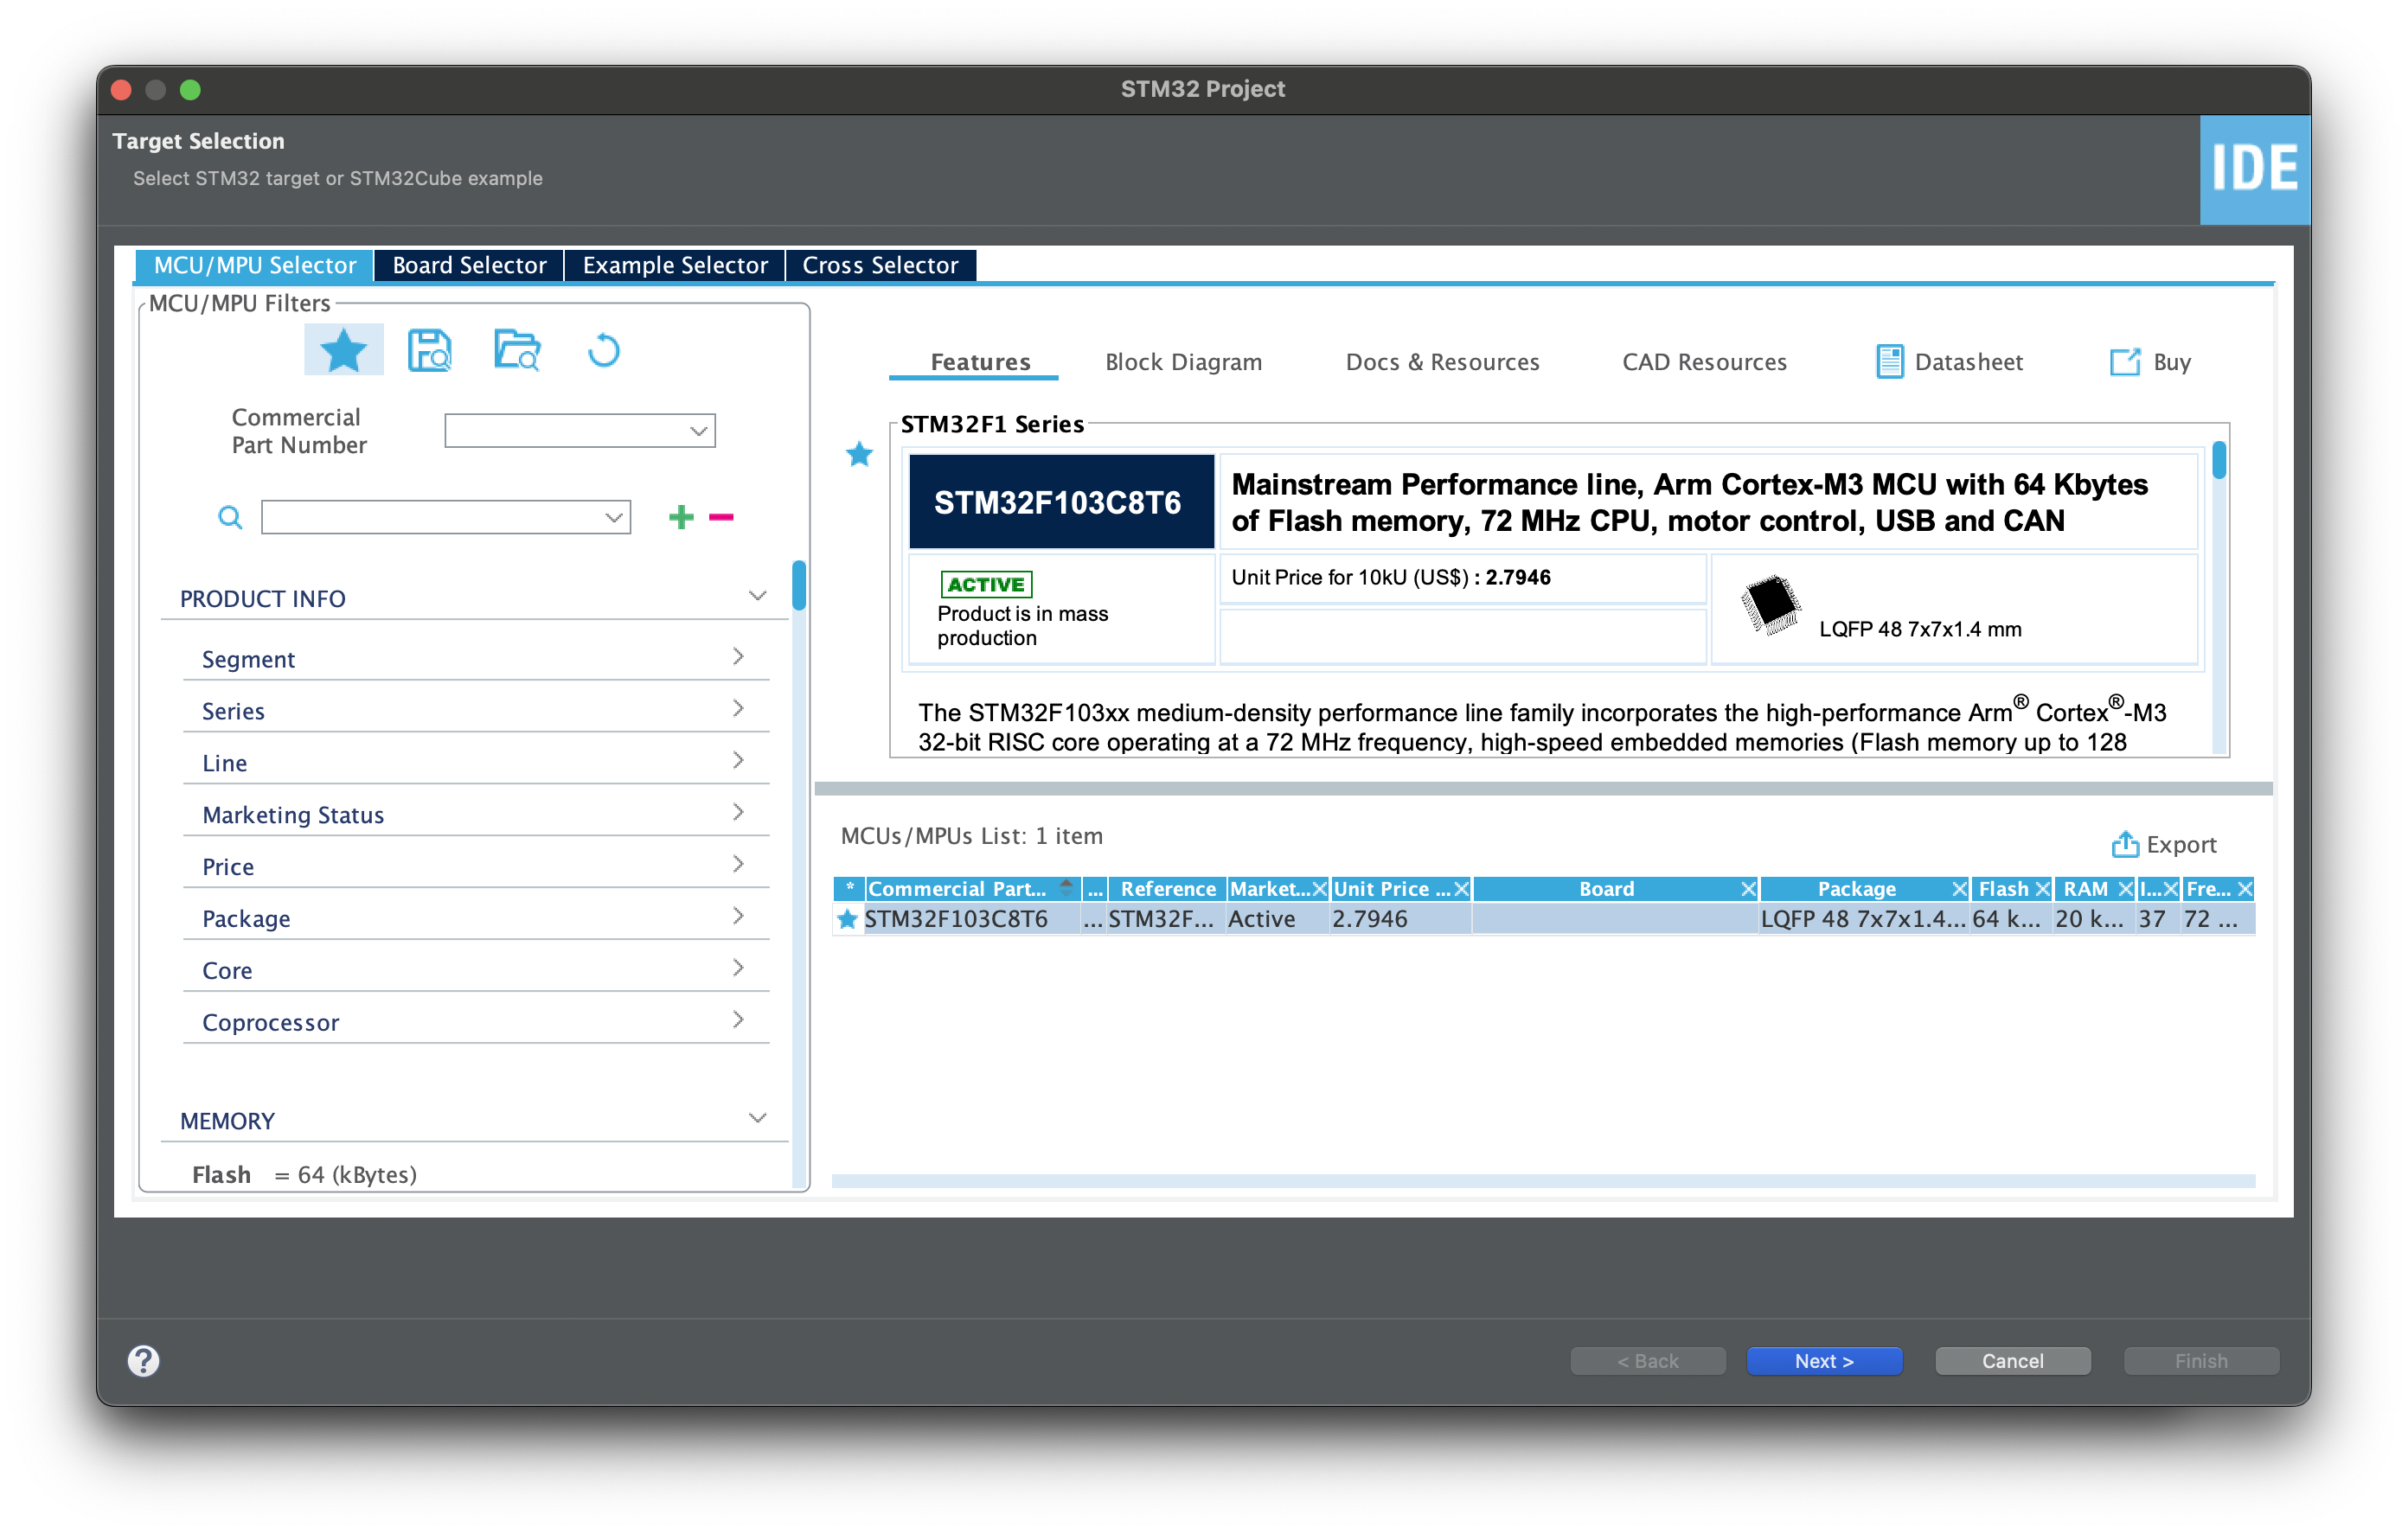 STM32 Project
Target Selection
Select STM32 target or STM32Cube example
IDE
MCU/MPU Selector
Board Selector
Example Selector
Cross Selector
MCU/MPU Filters
Commercial
Part Number
PRODUCT INFO
Segment
Series
Line
Marketing Status
Price
Package
Core
Coprocessor
MEMORY
Flash = 64 (kBytes)
Features
Block Diagram
Docs & Resources
CAD Resources
Datasheet
Buy
STM32F1 Series
STM32F103C8T6
Mainstream Performance line, Arm Cortex-M3 MCU with 64 Kbytes
of Flash memory, 72 MHz CPU, motor control, USB and CAN
ACTIVE
Product is in mass
production
Unit Price for 10kU (US$) : 2.7946
LQFP 48 7x7x1.4 mm
The STM32F103xx medium-density performance line family incorporates the high-performance Arm® Cortex®-M3
32-bit RISC core operating at a 72 MHz frequency, high-speed embedded memories (Flash memory up to 128
MCUs/MPUs List: 1 item
Export
* Commercial Part... ... Reference Market... Unit Price ... Board Package Flash RAM I... Fre...
STM32F103C8T6 ... STM32F... Active 2.7946 LQFP 48 7x7x1.4... 64 k... 20 k... 37 72 ...
?
< Back
Next >
Cancel
Finish